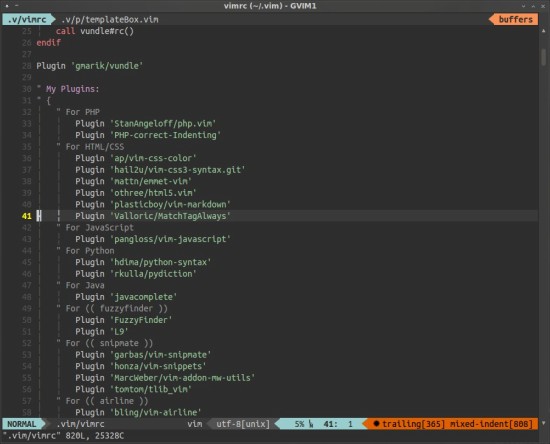 vimrc (~/.vim) - GVIM1
.v/vimrc .v/p/templateBox.vim buffers
25 call vundle#rc()
26 endif
27
28 Plugin 'gmarik/vundle'
29
30 " My Plugins:
31 " {
32 " For PHP
33 Plugin 'StanAngeloff/php.vim'
34 Plugin 'PHP-correct-Indenting'
35 " For HTML/CSS
36 Plugin 'ap/vim-css-color'
37 Plugin 'hail2u/vim-css3-syntax.git'
38 Plugin 'mattn/emmet-vim'
39 Plugin 'othree/html5.vim'
40 Plugin 'plasticboy/vim-markdown'
41 " Plugin 'Valloric/MatchTagAlways'
42 " For JavaScript
43 Plugin 'pangloss/vim-javascript'
44 " For Python
45 Plugin 'hdima/python-syntax'
46 Plugin 'rkulla/pydiction'
47 " For Java
48 Plugin 'javacomplete'
49 " For (( fuzzyfinder ))
50 Plugin 'FuzzyFinder'
51 Plugin 'L9'
52 " For (( snipmate ))
53 Plugin 'garbas/vim-snipmate'
54 Plugin 'honza/vim-snippets'
55 Plugin 'MarcWeber/vim-addon-mw-utils'
56 Plugin 'tomtom/tlib_vim'
57 " For (( airline ))
58 Plugin 'bling/vim-airline'
NORMAL .vim/vimrc vim utf-8[unix] 5% 41: 1 trailing[365] mixed-indent[808]
".vim/vimrc" 820L, 25328C